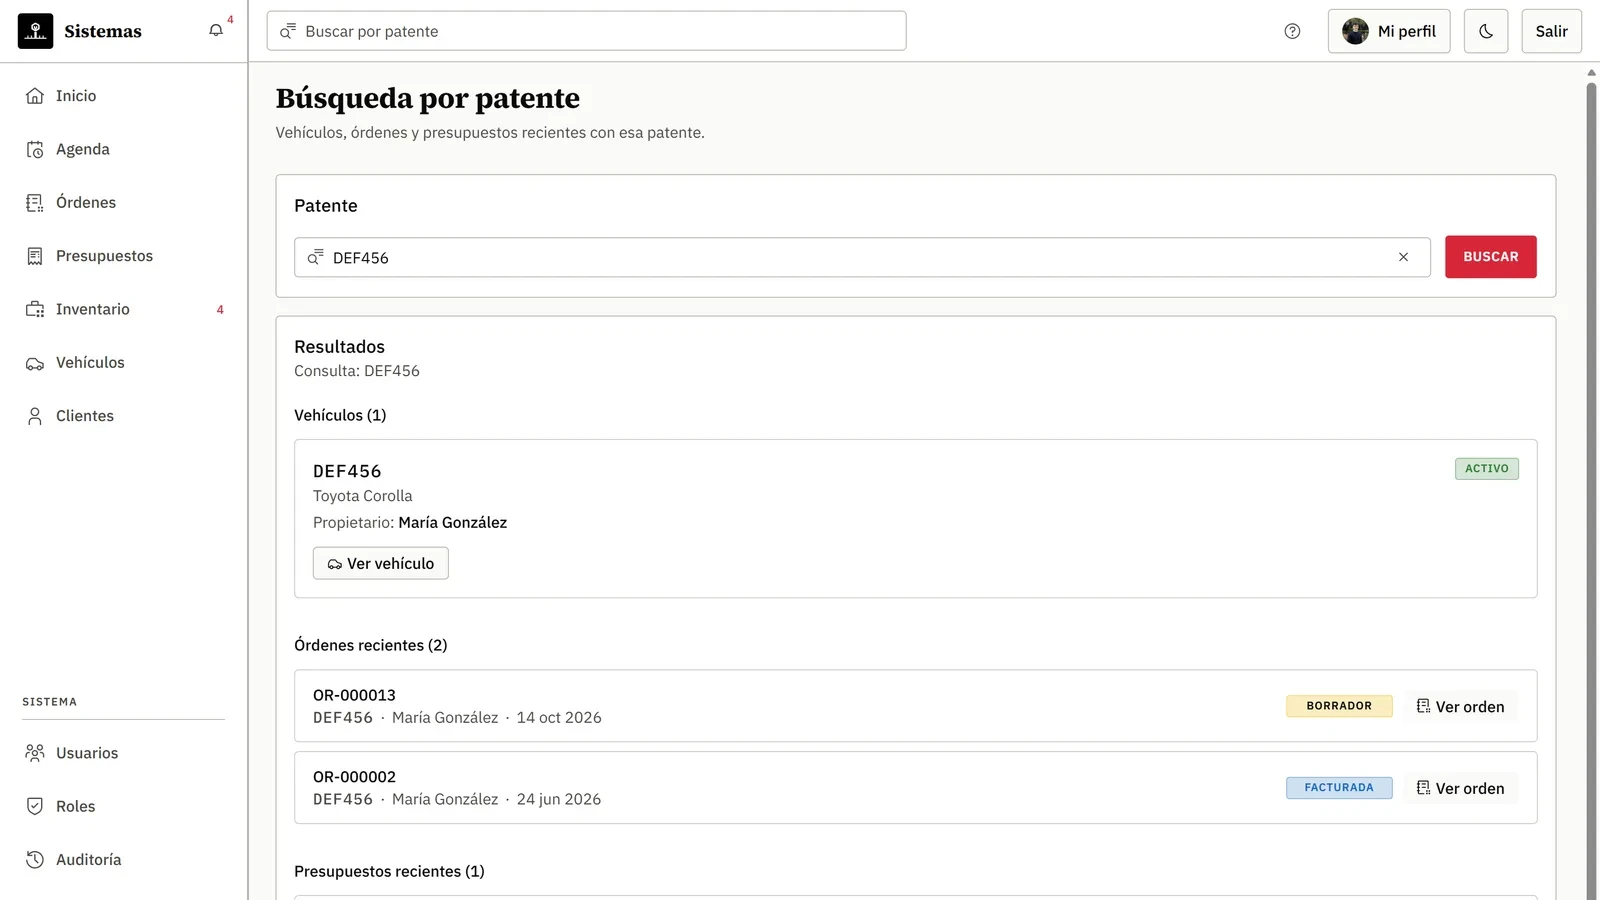 Sistemas
4
Buscar por patente
Mi perfil
Salir
Inicio
Agenda
Órdenes
Presupuestos
Inventario
4
Vehículos
Clientes
SISTEMA
Usuarios
Roles
Auditoría
Búsqueda por patente
Vehículos, órdenes y presupuestos recientes con esa patente.
Patente
DEF456
BUSCAR
Resultados
Consulta: DEF456
Vehículos (1)
DEF456
ACTIVO
Toyota Corolla
Propietario: María González
Ver vehículo
Órdenes recientes (2)
OR-000013
DEF456 · María González · 14 oct 2026
BORRADOR
Ver orden
OR-000002
DEF456 · María González · 24 jun 2026
FACTURADA
Ver orden
Presupuestos recientes (1)